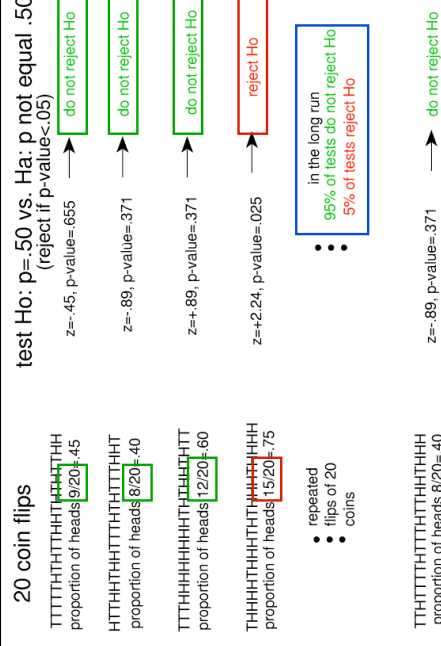 20 coin flips
test Ho: p=.50 vs. Ha: p not equal .50
(reject if p-value<.05)
proportion of heads 9/20=.45
z=-.45, p-value=.655
do not reject Ho
proportion of heads 8/20=.40
z=-.89, p-value=.371
do not reject Ho
proportion of heads 12/20=.60
z=+.89, p-value=.371
do not reject Ho
proportion of heads 15/20=.75
z=+2.24, p-value=.025
reject Ho
repeated
flips of 20
coins
in the long run
95% of tests do not reject Ho
5% of tests reject Ho
proportion of heads 8/20=.40
z=-.89, p-value=.371
do not reject Ho